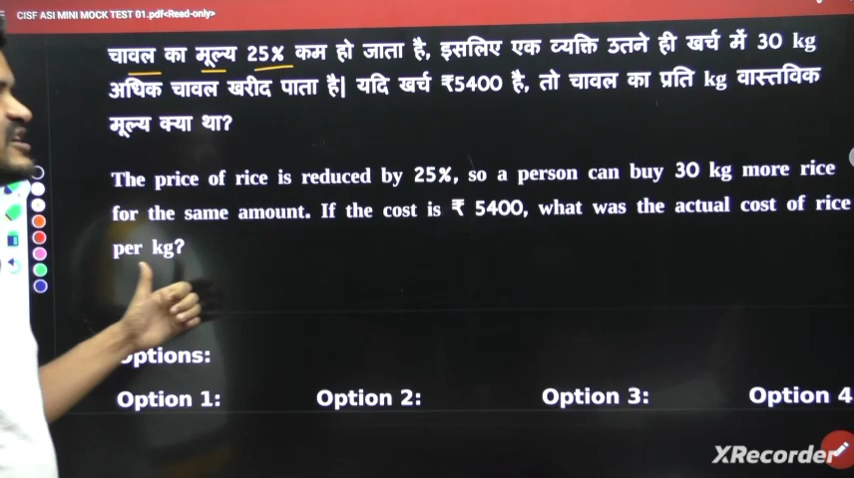 CISF ASI MINI MOCK TEST 01.pdf<Read-only>
चावल का मूल्य 25% कम हो जाता है, इसलिए एक व्यक्ति उतने ही खर्च में 30 kg
अधिक चावल खरीद पाता है| यदि खर्च ₹5400 है, तो चावल का प्रति kg वास्तविक
मूल्य क्या था?
The price of rice is reduced by 25%, so a person can buy 30 kg more rice
for the same amount. If the cost is ₹ 5400, what was the actual cost of rice
per kg?
ptions:
Option 1: Option 2: Option 3: Option 4
XRecorder